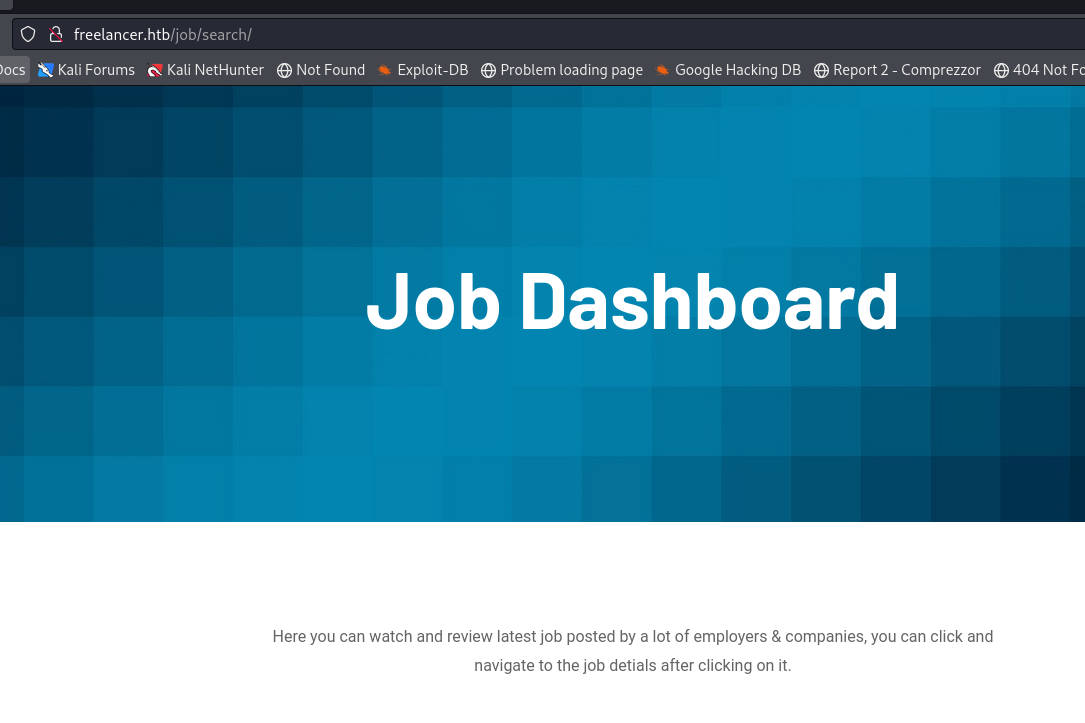 freelancer.htb/job/search/
Docs Kali Forums Kali NetHunter Not Found Exploit-DB Problem loading page Google Hacking DB Report 2 - Comprezzor 404 Not Fo
Job Dashboard
Here you can watch and review latest job posted by a lot of employers & companies, you can click and
navigate to the job detials after clicking on it.